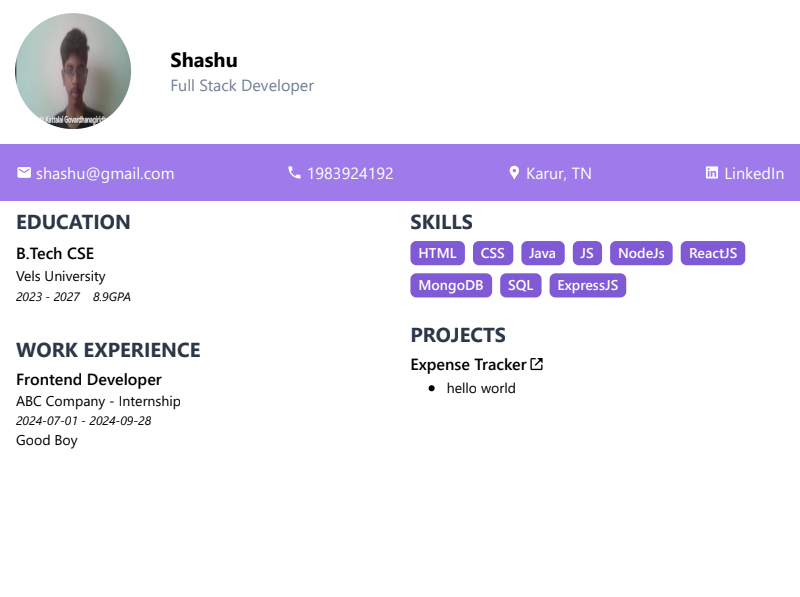 Shashu
Full Stack Developer
shashu@gmail.com
1983924192
Karur, TN
LinkedIn
EDUCATION
B.Tech CSE
Vels University
2023 - 2027 8.9GPA
WORK EXPERIENCE
Frontend Developer
ABC Company - Internship
2024-07-01 - 2024-09-28
Good Boy
SKILLS
HTML CSS Java JS NodeJs ReactJS
MongoDB SQL ExpressJS
PROJECTS
Expense Tracker
hello world